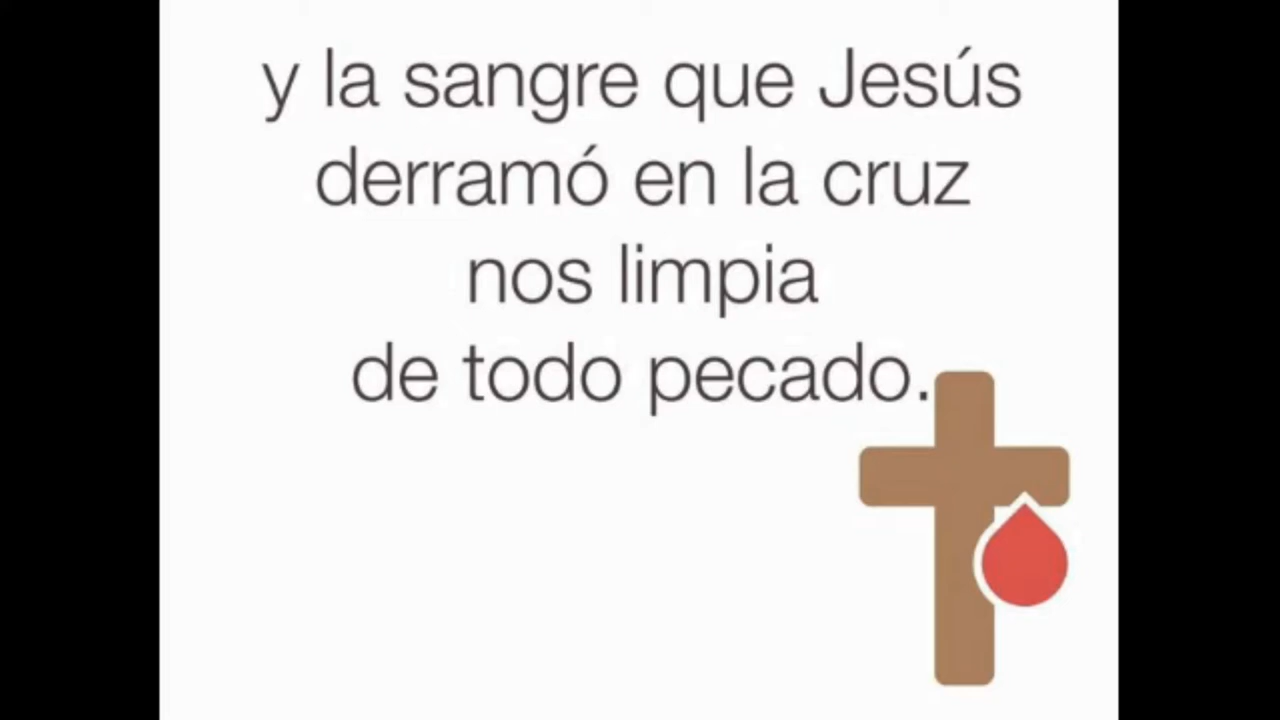 y la sangre que Jesús
derramó en la cruz
nos limpia
de todo pecado.